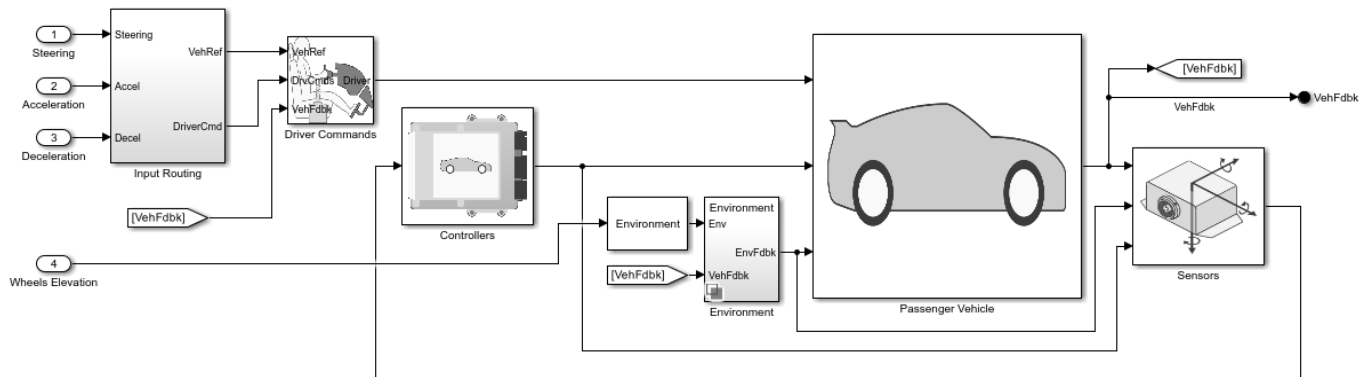 1
Steering
2
Acceleration
3
Deceleration
Steering
Accel
Decel
VehRef
DriverCmd
Input Routing
VehRef
DrvCmds
VehFdbk
Driver
Driver Commands
[VehFdbk]
4
Wheels Elevation
Controllers
Environment
[VehFdbk]
Environment
Env
EnvFdbk
VehFdbk
Environment
Passenger Vehicle
[VehFdbk]
VehFdbk
VehFdbk
Sensors